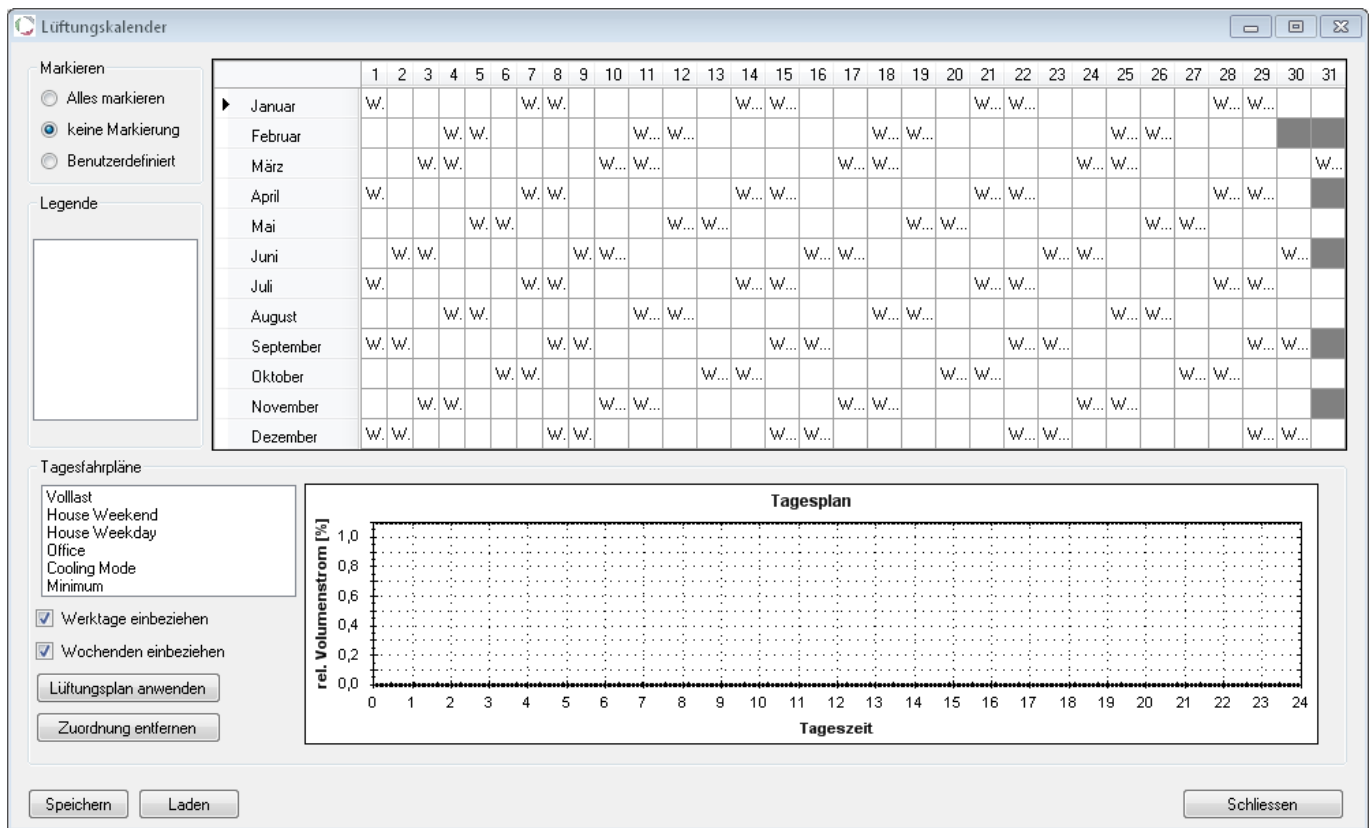 Lüftungskalender
Markieren
Alles markieren
keine Markierung
Benutzerdefiniert
Legende
1 2 3 4 5 6 7 8 9 10 11 12 13 14 15 16 17 18 19 20 21 22 23 24 25 26 27 28 29 30 31
Januar W. W. W. W... W... W... W... W... W...
Februar W. W. W... W... W... W... W... W...
März W. W. W... W... W... W... W... W... W...
April W. W. W. W... W... W... W... W... W...
Mai W. W. W... W... W... W... W... W...
Juni W. W. W. W... W... W... W... W... W...
Juli W. W. W. W... W... W... W... W... W...
August W. W. W... W... W... W... W... W...
September W. W. W. W. W... W... W... W... W... W...
Oktober W. W. W... W... W... W... W... W...
November W. W. W... W... W... W... W... W...
Dezember W. W. W. W. W... W... W... W... W... W...
Tagesfahrpläne
Volllast
House Weekend
House Weekday
Office
Cooling Mode
Minimum
Werktage einbeziehen
Wochenden einbeziehen
Lüftungsplan anwenden
Zuordnung entfernen
Tagesplan
rel. Volumenstrom [%]
1,0
0,8
0,6
0,4
0,2
0,0
0 1 2 3 4 5 6 7 8 9 10 11 12 13 14 15 16 17 18 19 20 21 22 23 24
Tageszeit
Speichern
Laden
Schliessen